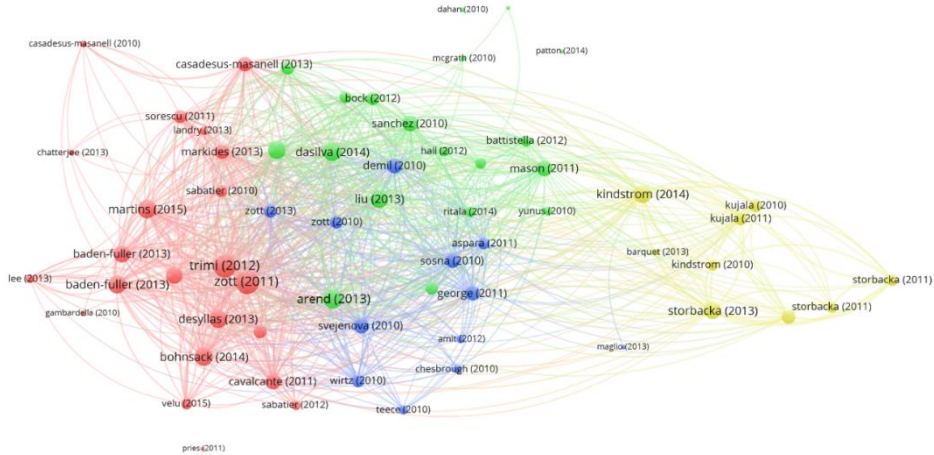 dahan (2010)
casadesus-masanell (2010)
patton (2014)
mcgrath (2010)
casadesus-masanell (2013)
bock (2012)
sorescu (2011)
sanchez (2010)
landry (2013)
battistella (2012)
chatterjee (2013)
markides (2013)
dasilva (2014)
hall (2012)
demil (2010)
mason (2011)
sabatier (2010)
liu (2013)
kindstrom (2014)
martins (2015)
zott (2013)
zott (2010)
ritala (2014)
yunus (2010)
kujala (2010)
kujala (2011)
aspara (2011)
baden-fuller (2013)
sosna (2010)
barquet (2013)
trimi (2012)
kindstrom (2010)
lee (2013)
zott (2011)
baden-fuller (2013)
george (2011)
storbacka (2011)
arend (2013)
gambardella (2010)
desyllas (2013)
svejenova (2010)
storbacka (2013)
storbacka (2011)
amit (2012)
maglio (2013)
bohnsack (2014)
chesbrough (2010)
cavalcante (2011)
wirtz (2010)
velu (2015)
sabatier (2012)
teece (2010)
pries (2011)